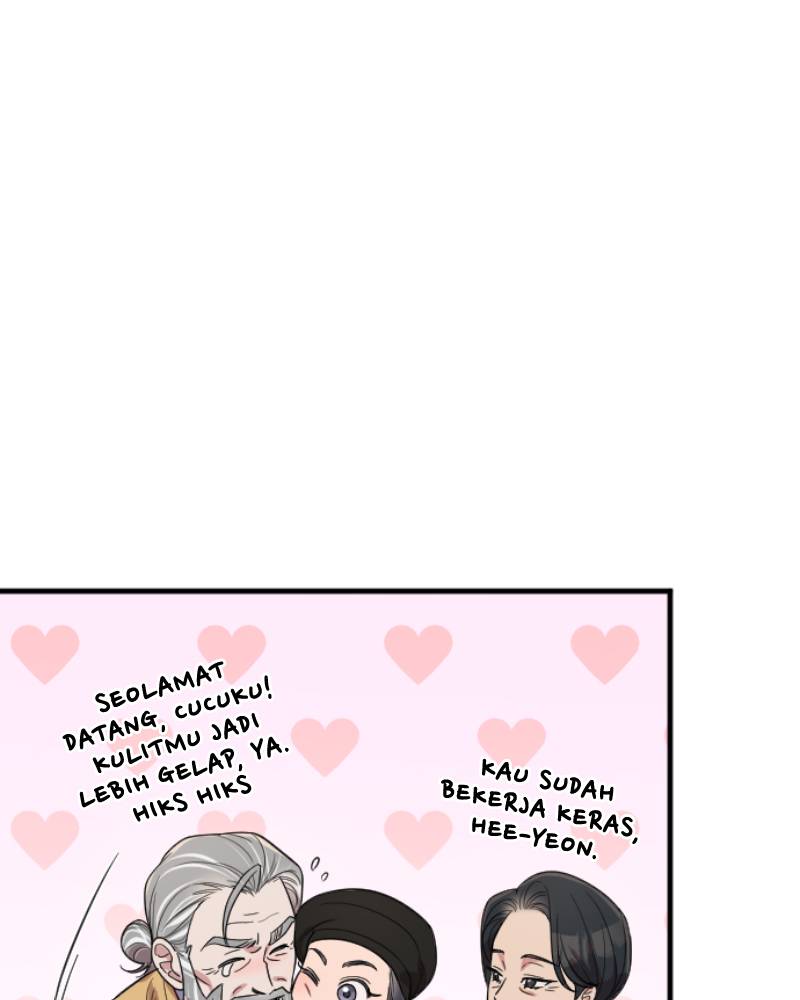 SEOLAMAT
DATANG, CUCUKU!
KULITMU JADI
LEBIH GELAP, YA.
HIKS HIKS
KAU SUDAH
BEKERJA KERAS,
HEE-YEON.